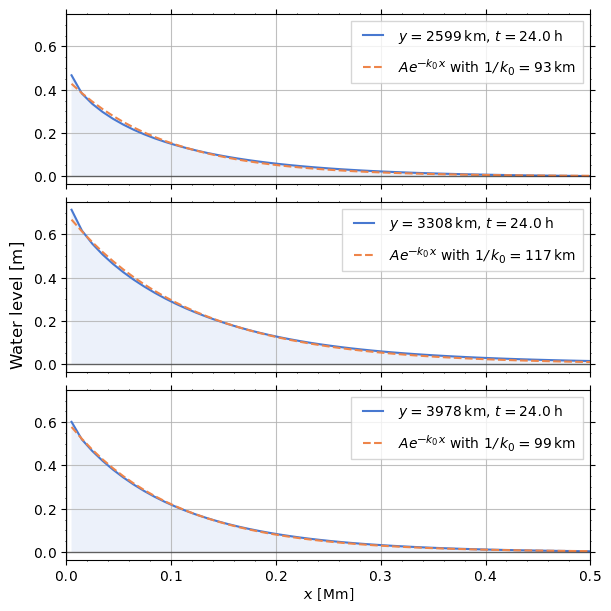 0.6
0.4
0.2
0.0
y = 2599 km, t = 24.0 h
Ae^{-k_0 x} with 1/k_0 = 93 km
Water level [m]
0.6
0.4
0.2
0.0
y = 3308 km, t = 24.0 h
Ae^{-k_0 x} with 1/k_0 = 117 km
0.6
0.4
0.2
0.0
y = 3978 km, t = 24.0 h
Ae^{-k_0 x} with 1/k_0 = 99 km
0.0 0.1 0.2 0.3 0.4 0.5
x [Mm]